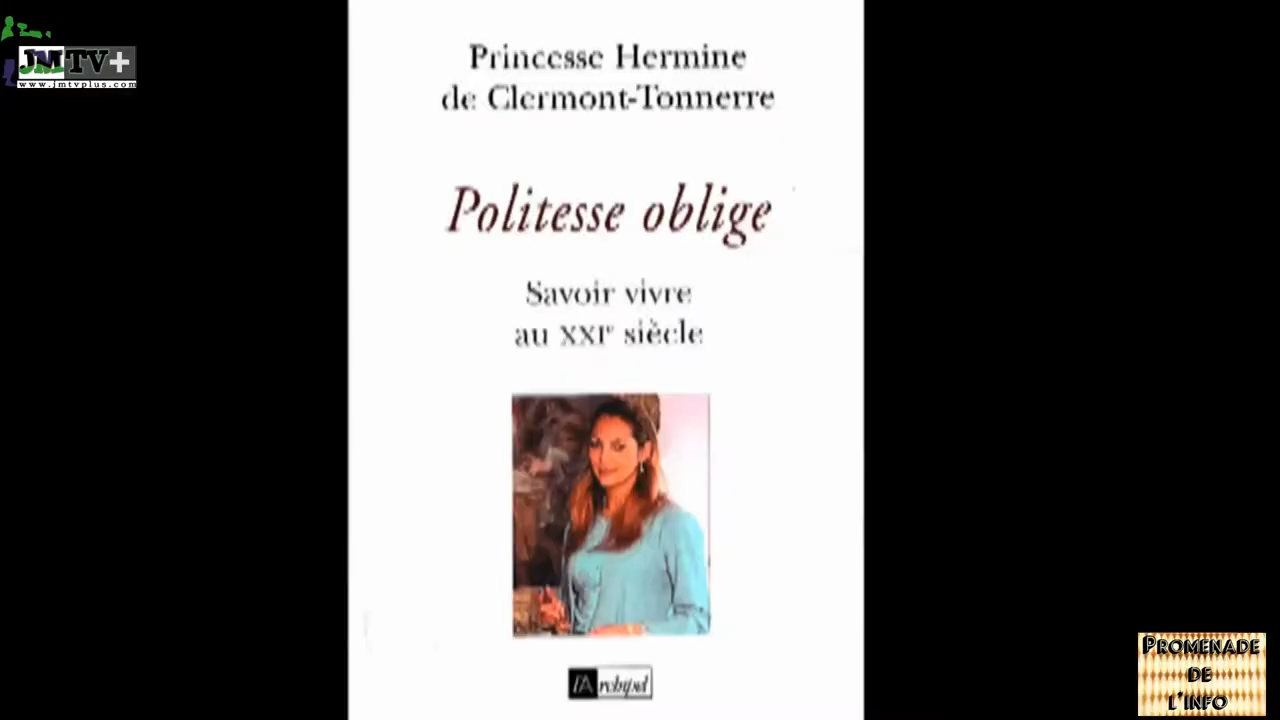 JMTV+
www.jmtvplus.com
Princesse Hermine
de Clermont-Tonnerre
Politesse oblige
Savoir vivre
au XXIe siècle
l'Archipel
PROMENADE
DE
L'INFO